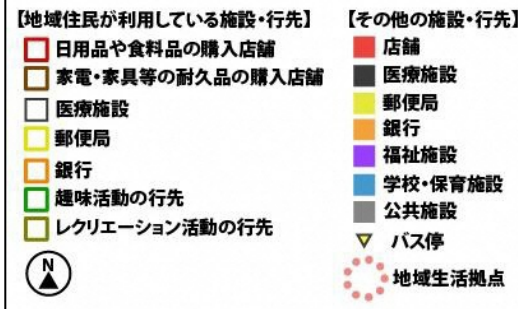 【地域住民が利用している施設・行先】
日用品や食料品の購入店舗
家電・家具等の耐久品の購入店舗
医療施設
郵便局
銀行
趣味活動の行先
レクリエーション活動の行先
N
【その他の施設・行先】
店舗
医療施設
郵便局
銀行
福祉施設
学校・保育施設
公共施設
バス停
地域生活拠点